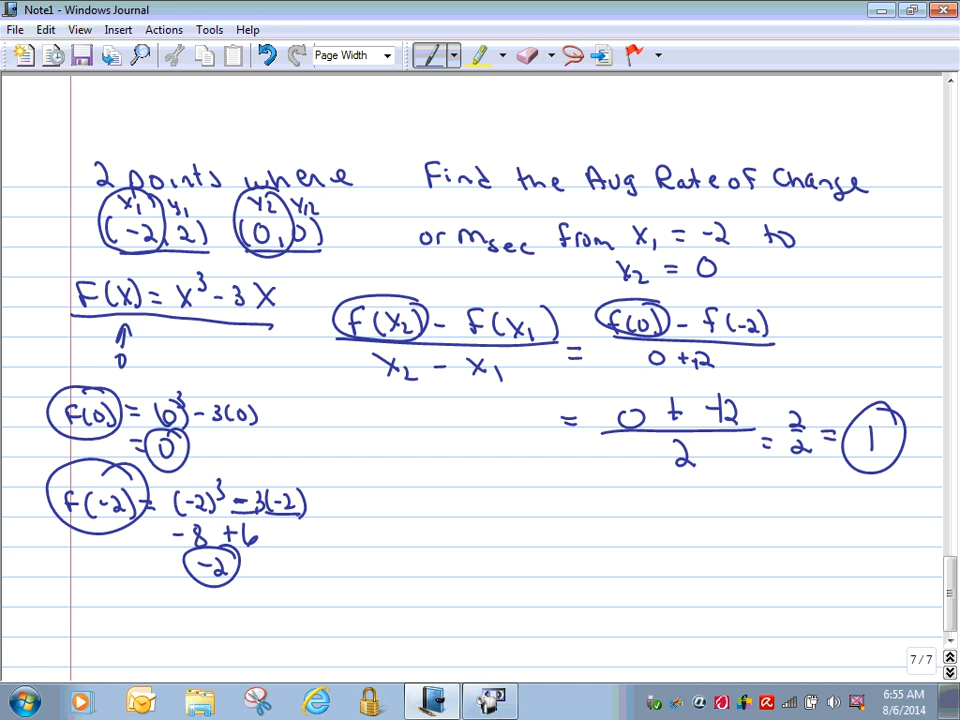 Note1 - Windows Journal
File Edit View Insert Actions Tools Help
Page Width
2 points where
x₁ y₁ x₂ y₂
(-2, 2) (0, 0)
F(x) = x³ - 3x
↑
0
F(0) = (0)³ - 3(0)
= 0
f(-2) = (-2)³ - 3(-2)
-8 + 6
-2
Find the Avg Rate of Change
or msec from x₁ = -2 to
x₂ = 0
f(x₂) - f(x₁) / x₂ - x₁ = f(0) - f(-2) / 0 + 2
= 0 + +2 / 2 = 2/2 = 1
7 / 7
6:55 AM
8/6/2014